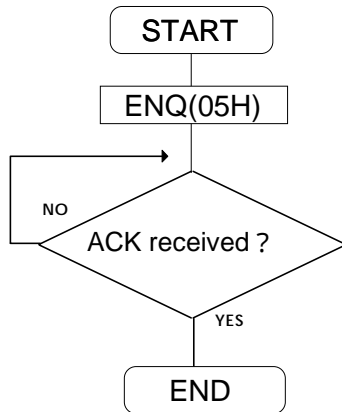 START
ENQ(05H)
NO
ACK received ?
YES
END